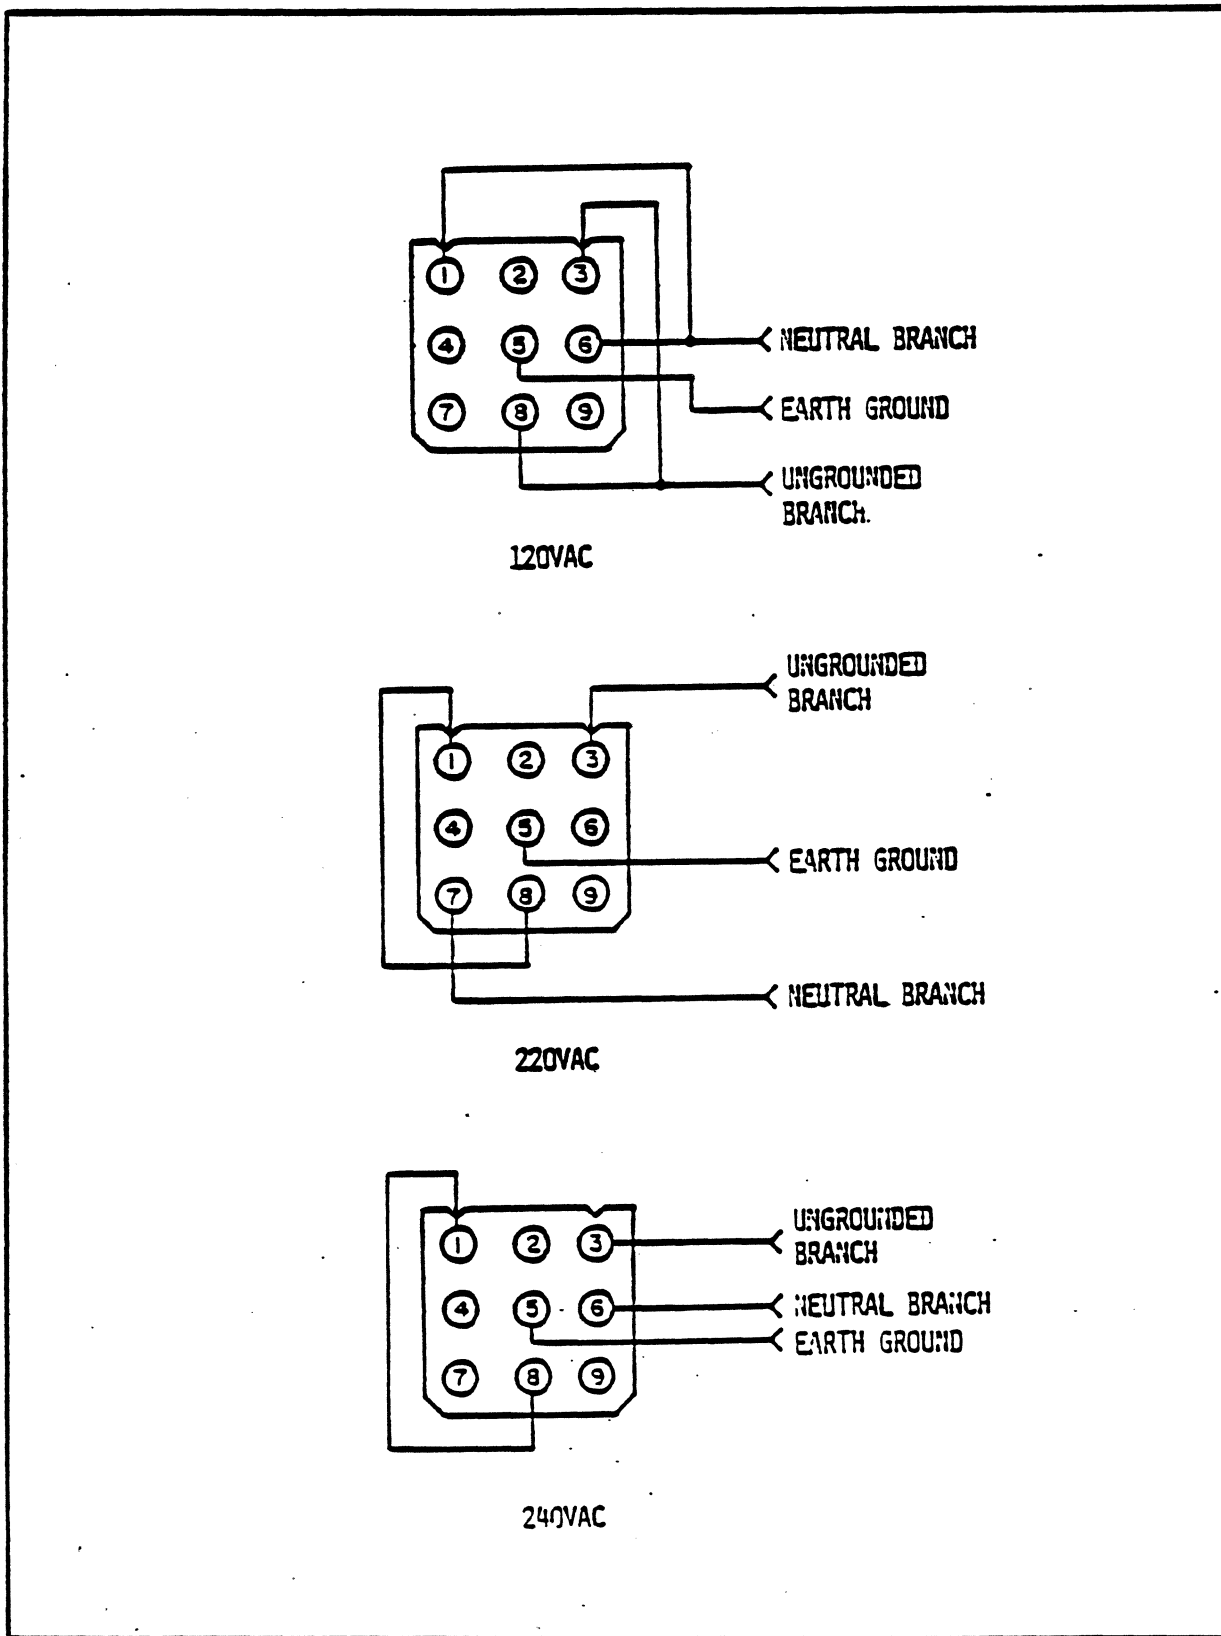 1 2 3
4 5 6
NEUTRAL BRANCH
EARTH GROUND
7 8 9
UNGROUNDED
BRANCH.
120VAC
UNGROUNDED
BRANCH
1 2 3
4 5 6
EARTH GROUND
7 8 9
NEUTRAL BRANCH
220VAC
UNGROUNDED
BRANCH
1 2 3
4 5 6
NEUTRAL BRANCH
EARTH GROUND
7 8 9
240VAC